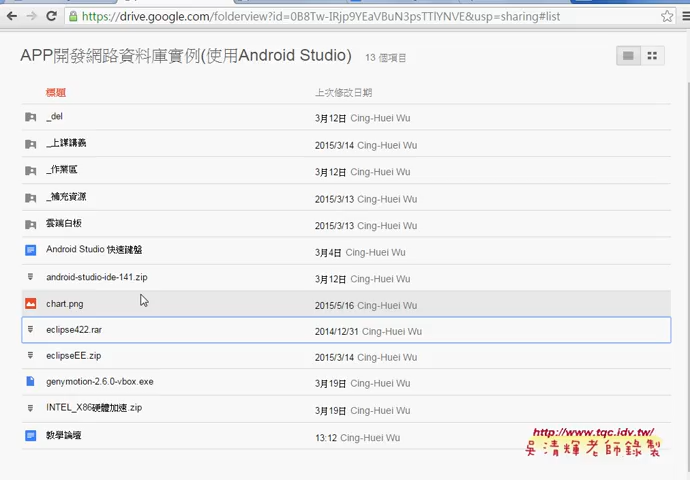 https://drive.google.com/folderview?id=0B8Tw-IRjp9YEaVBuN3psTTlYNVE&usp=sharing#list
APP開發網路資料庫實例(使用Android Studio) 13 個項目
標題 上次修改日期
_del 3月12日 Cing-Huei Wu
_上課講義 2015/3/14 Cing-Huei Wu
_作業區 3月12日 Cing-Huei Wu
_補充資源 2015/3/13 Cing-Huei Wu
雲端白板 2015/3/13 Cing-Huei Wu
Android Studio 快速鍵盤 3月4日 Cing-Huei Wu
android-studio-ide-141.zip 3月12日 Cing-Huei Wu
chart.png 2015/5/16 Cing-Huei Wu
eclipse422.rar 2014/12/31 Cing-Huei Wu
eclipseEE.zip 2015/3/14 Cing-Huei Wu
genymotion-2.6.0-vbox.exe 3月19日 Cing-Huei Wu
INTEL_X86硬體加速.zip 3月19日 Cing-Huei Wu
教學論壇 13:12 Cing-Huei Wu
http://www.tqc.idv.tw/
吳清輝老師錄製